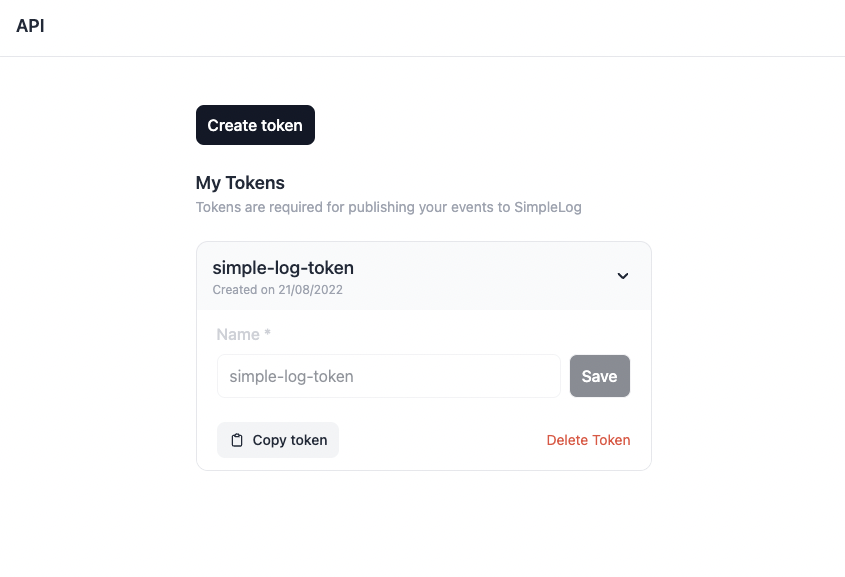 API
Create token
My Tokens
Tokens are required for publishing your events to SimpleLog
simple-log-token
Created on 21/08/2022
Name *
simple-log-token
Save
Copy token
Delete Token